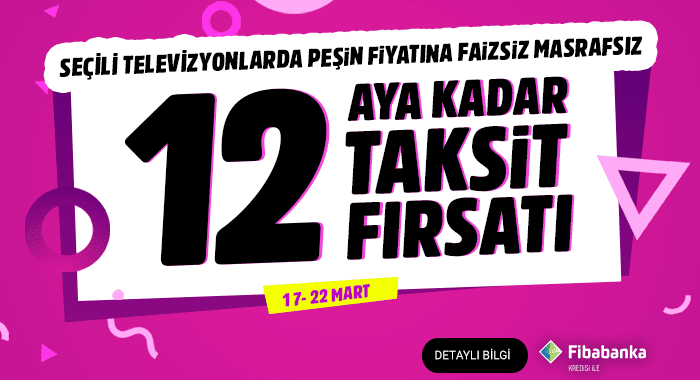 SEÇİLİ TELEVİZYONLARDA PEŞİN FİYATINA FAİZSİZ MASRAFSIZ
12 AYA KADAR
TAKSİT
FIRSATI
17- 22 MART
DETAYLI BİLGİ
Fibabanka
KREDİSİ İLE